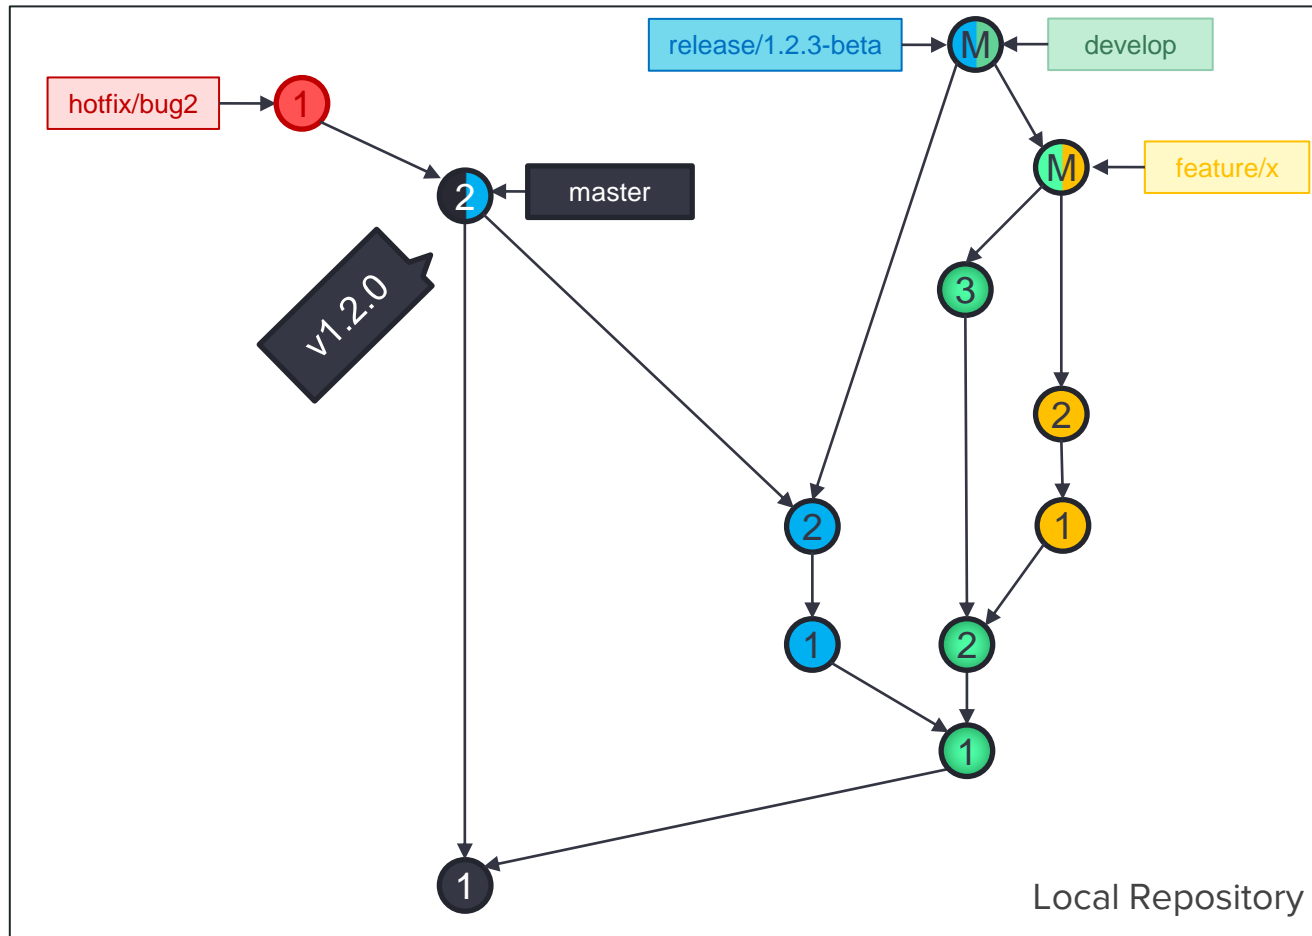 release/1.2.3-beta
M
develop
hotfix/bug2
1
M
feature/x
2
master
v1.2.0
3
2
2
1
1
2
1
1
Local Repository